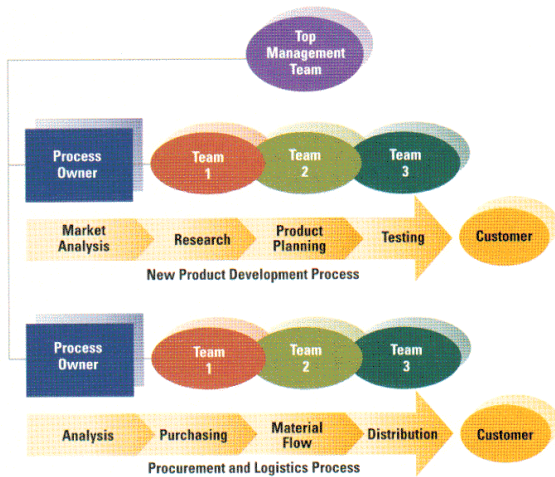 Top
Management
Team
Process
Owner
Team
1
Team
2
Team
3
Market
Analysis
Research
Product
Planning
Testing
Customer
New Product Development Process
Process
Owner
Team
1
Team
2
Team
3
Analysis
Purchasing
Material
Flow
Distribution
Customer
Procurement and Logistics Process